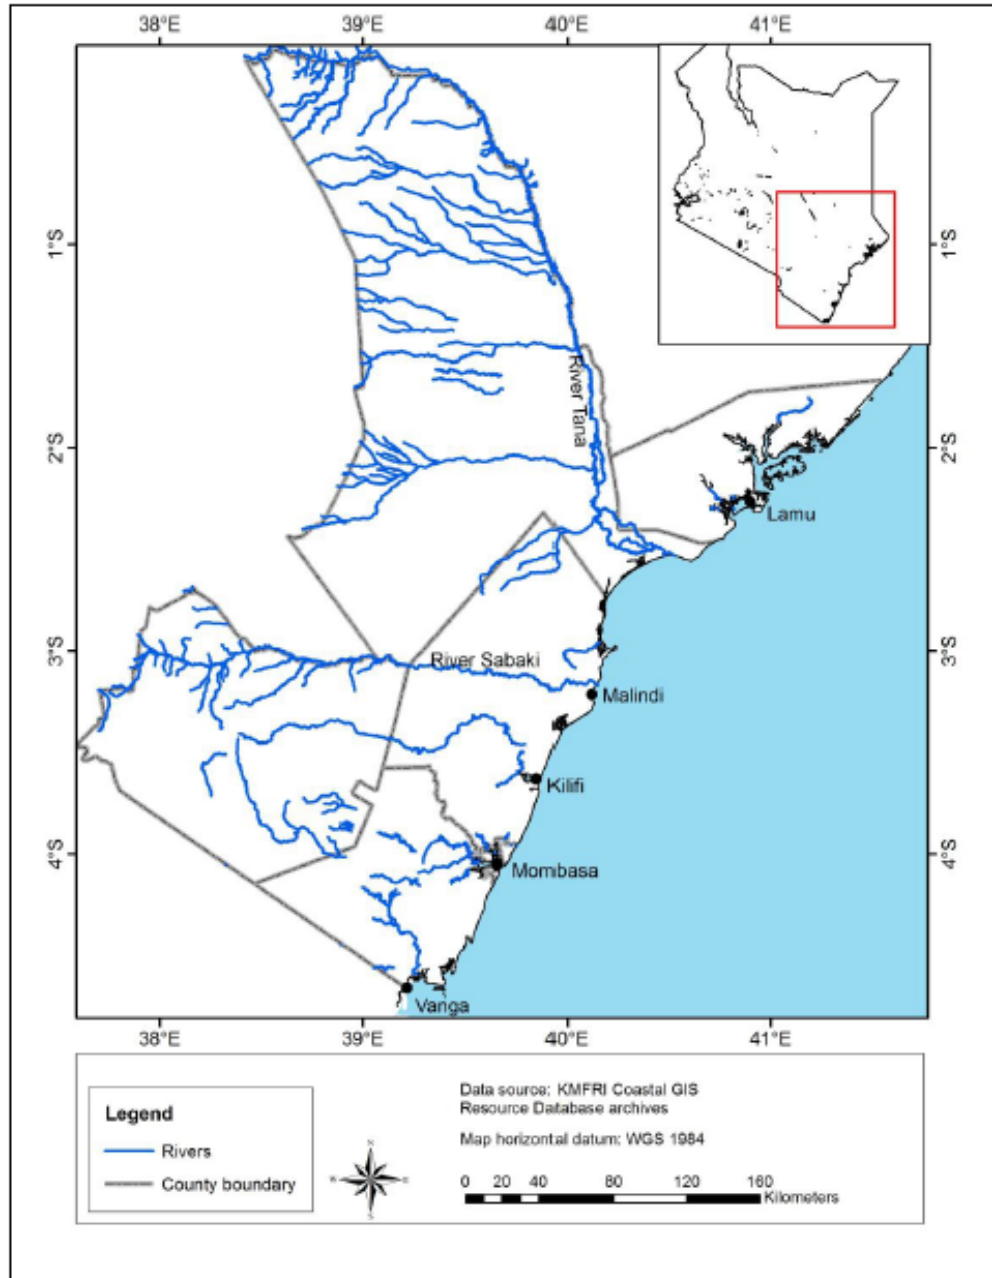 38°E 39°E 40°E 41°E
1°S 1°S
River Tana
2°S 2°S
Lamu
3°S 3°S
River Sabaki
Malindi
Kilifi
4°S 4°S
Mombasa
Vanga
38°E 39°E 40°E 41°E
Legend
Rivers
County boundary
N
W E
S
Data source: KMFRI Coastal GIS
Resource Database archives
Map horizontal datum: WGS 1984
0 20 40 80 120 160
Kilometers